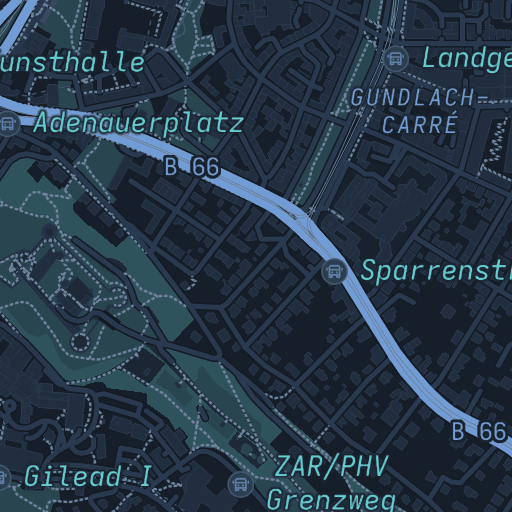 unsthalle
Landge
GUNDLACH-
CARRÉ
Adenauerplatz
B 66
Sparrenstr
B 66
Gilead I
ZAR/PHV
Grenzweg